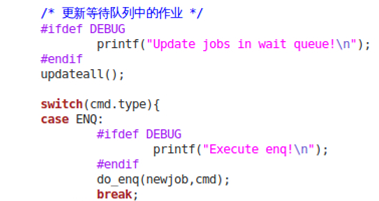 /* 更新等待队列中的作业 */
#ifdef DEBUG
printf("Update jobs in wait queue!\n");
#endif
updateall();
switch(cmd.type){
case ENQ:
#ifdef DEBUG
printf("Execute enq!\n");
#endif
do_enq(newjob,cmd);
break;